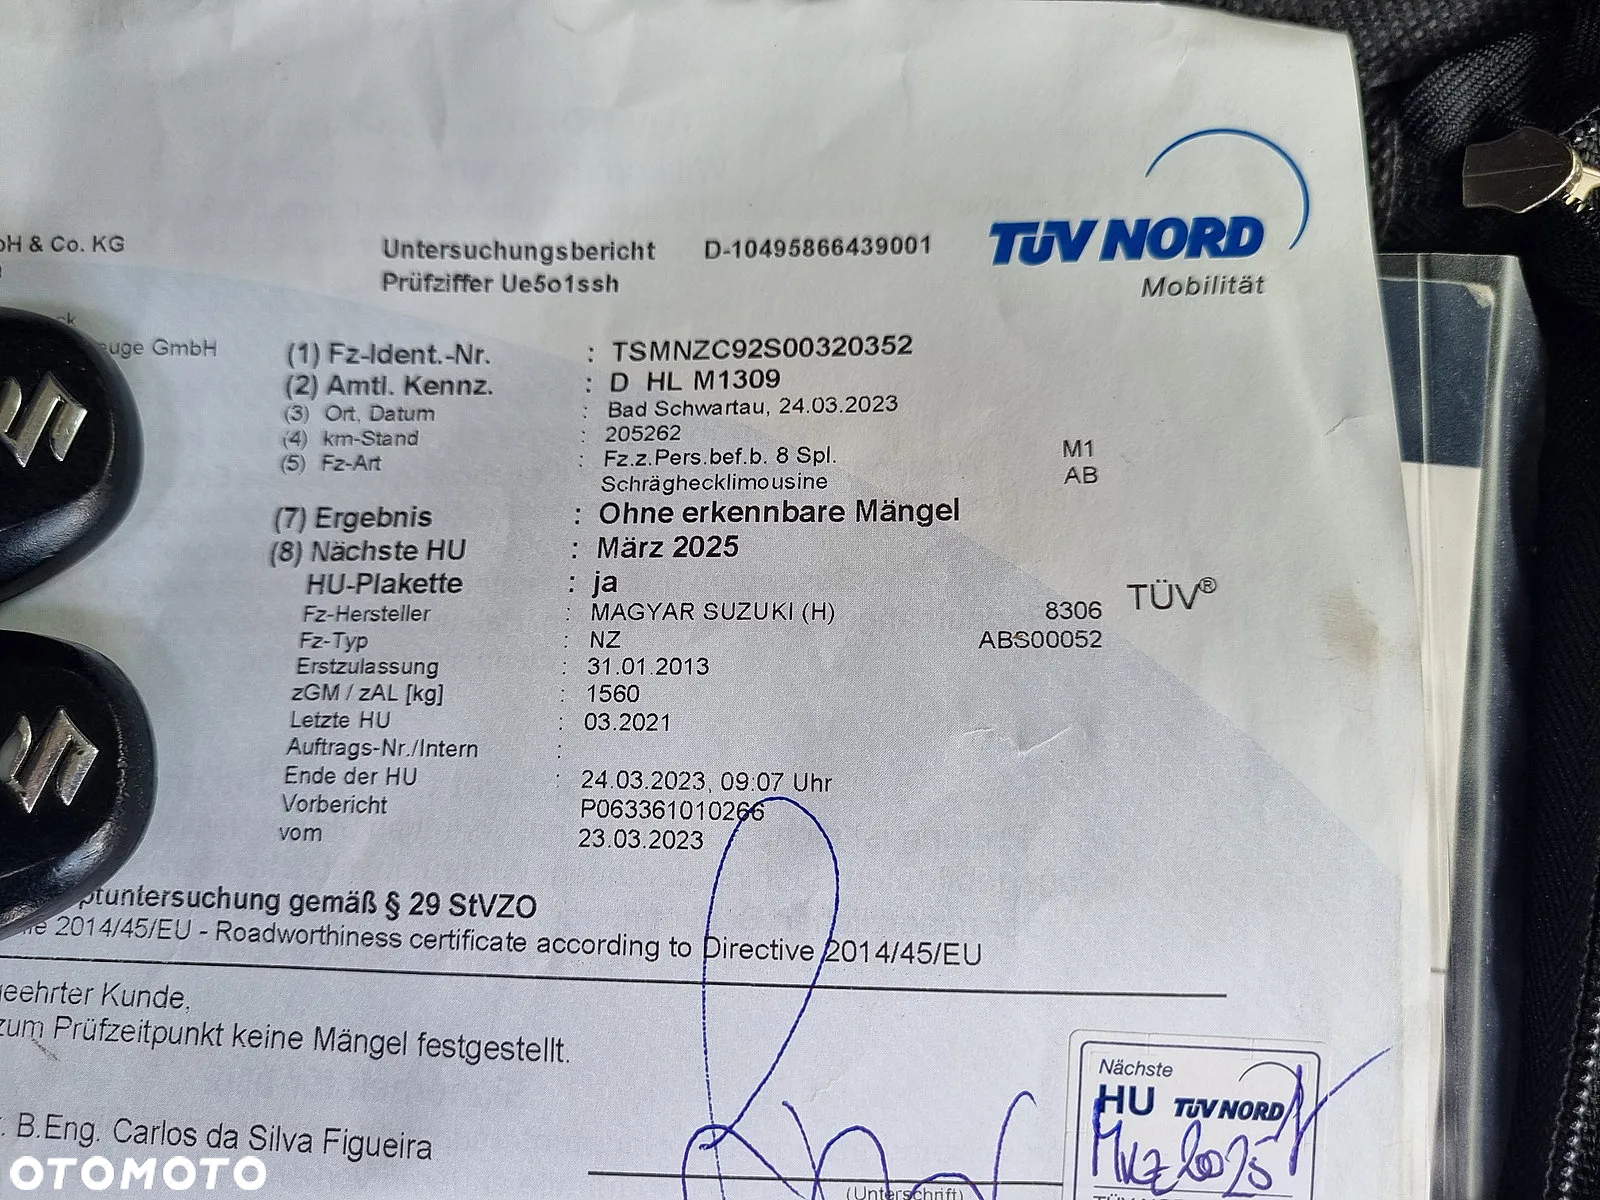 TÜV NORD
Mobilität
H & Co. KG
Untersuchungsbericht D-10495866439001
Prüfziffer Ue5o1ssh
euge GmbH
(1) Fz-Ident.-Nr. : TSMNZC92S00320352
(2) Amtl. Kennz. : D HL M1309
(3) Ort, Datum : Bad Schwartau, 24.03.2023
(4) km-Stand : 205262
(5) Fz-Art : Fz.z.Pers.bef.b. 8 Spl. M1
Schräghecklimousine AB
(7) Ergebnis : Ohne erkennbare Mängel
(8) Nächste HU : März 2025
HU-Plakette : ja
TÜV®
Fz-Hersteller : MAGYAR SUZUKI (H) 8306
Fz-Typ : NZ ABS00052
Erstzulassung : 31.01.2013
zGM / zAL [kg] : 1560
Letzte HU : 03.2021
Auftrags-Nr./Intern :
Ende der HU : 24.03.2023, 09:07 Uhr
Vorbericht P063361010266
vom 23.03.2023
ptuntersuchung gemäß § 29 StVZO
ie 2014/45/EU - Roadworthiness certificate according to Directive 2014/45/EU
eehrter Kunde,
zum Prüfzeitpunkt keine Mängel festgestellt.
. B.Eng. Carlos da Silva Figueira
(Unterschrift)
Nächste
HU TÜV NORD
März 2025
OTOMOTO